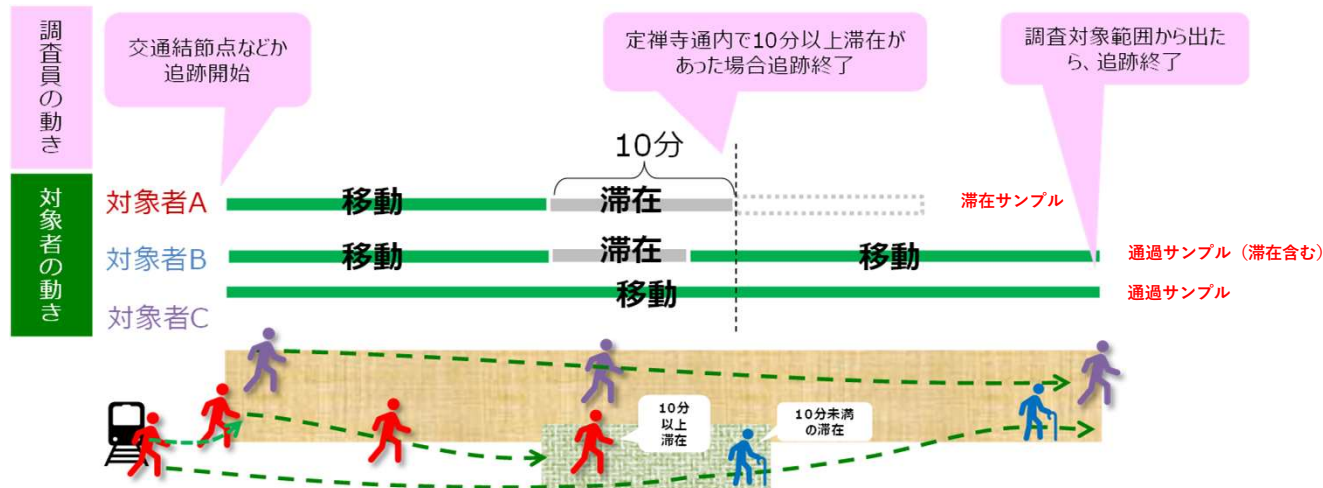 調査員の動き
交通結節点などか
追跡開始
定禅寺通内で10分以上滞在が
あった場合追跡終了
調査対象範囲から出た
ら、追跡終了
10分
対象者の動き
対象者A
移動
滞在
滞在サンプル
対象者B
移動
滞在
移動
通過サンプル（滞在含む）
移動
通過サンプル
対象者C
10分
以上
滞在
10分未満
の滞在